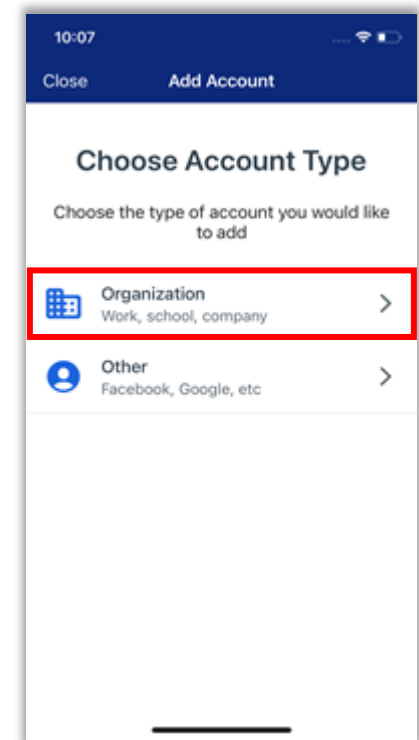 10:07
Close Add Account
Choose Account Type
Choose the type of account you would like
to add
Organization
Work, school, company
Other
Facebook, Google, etc